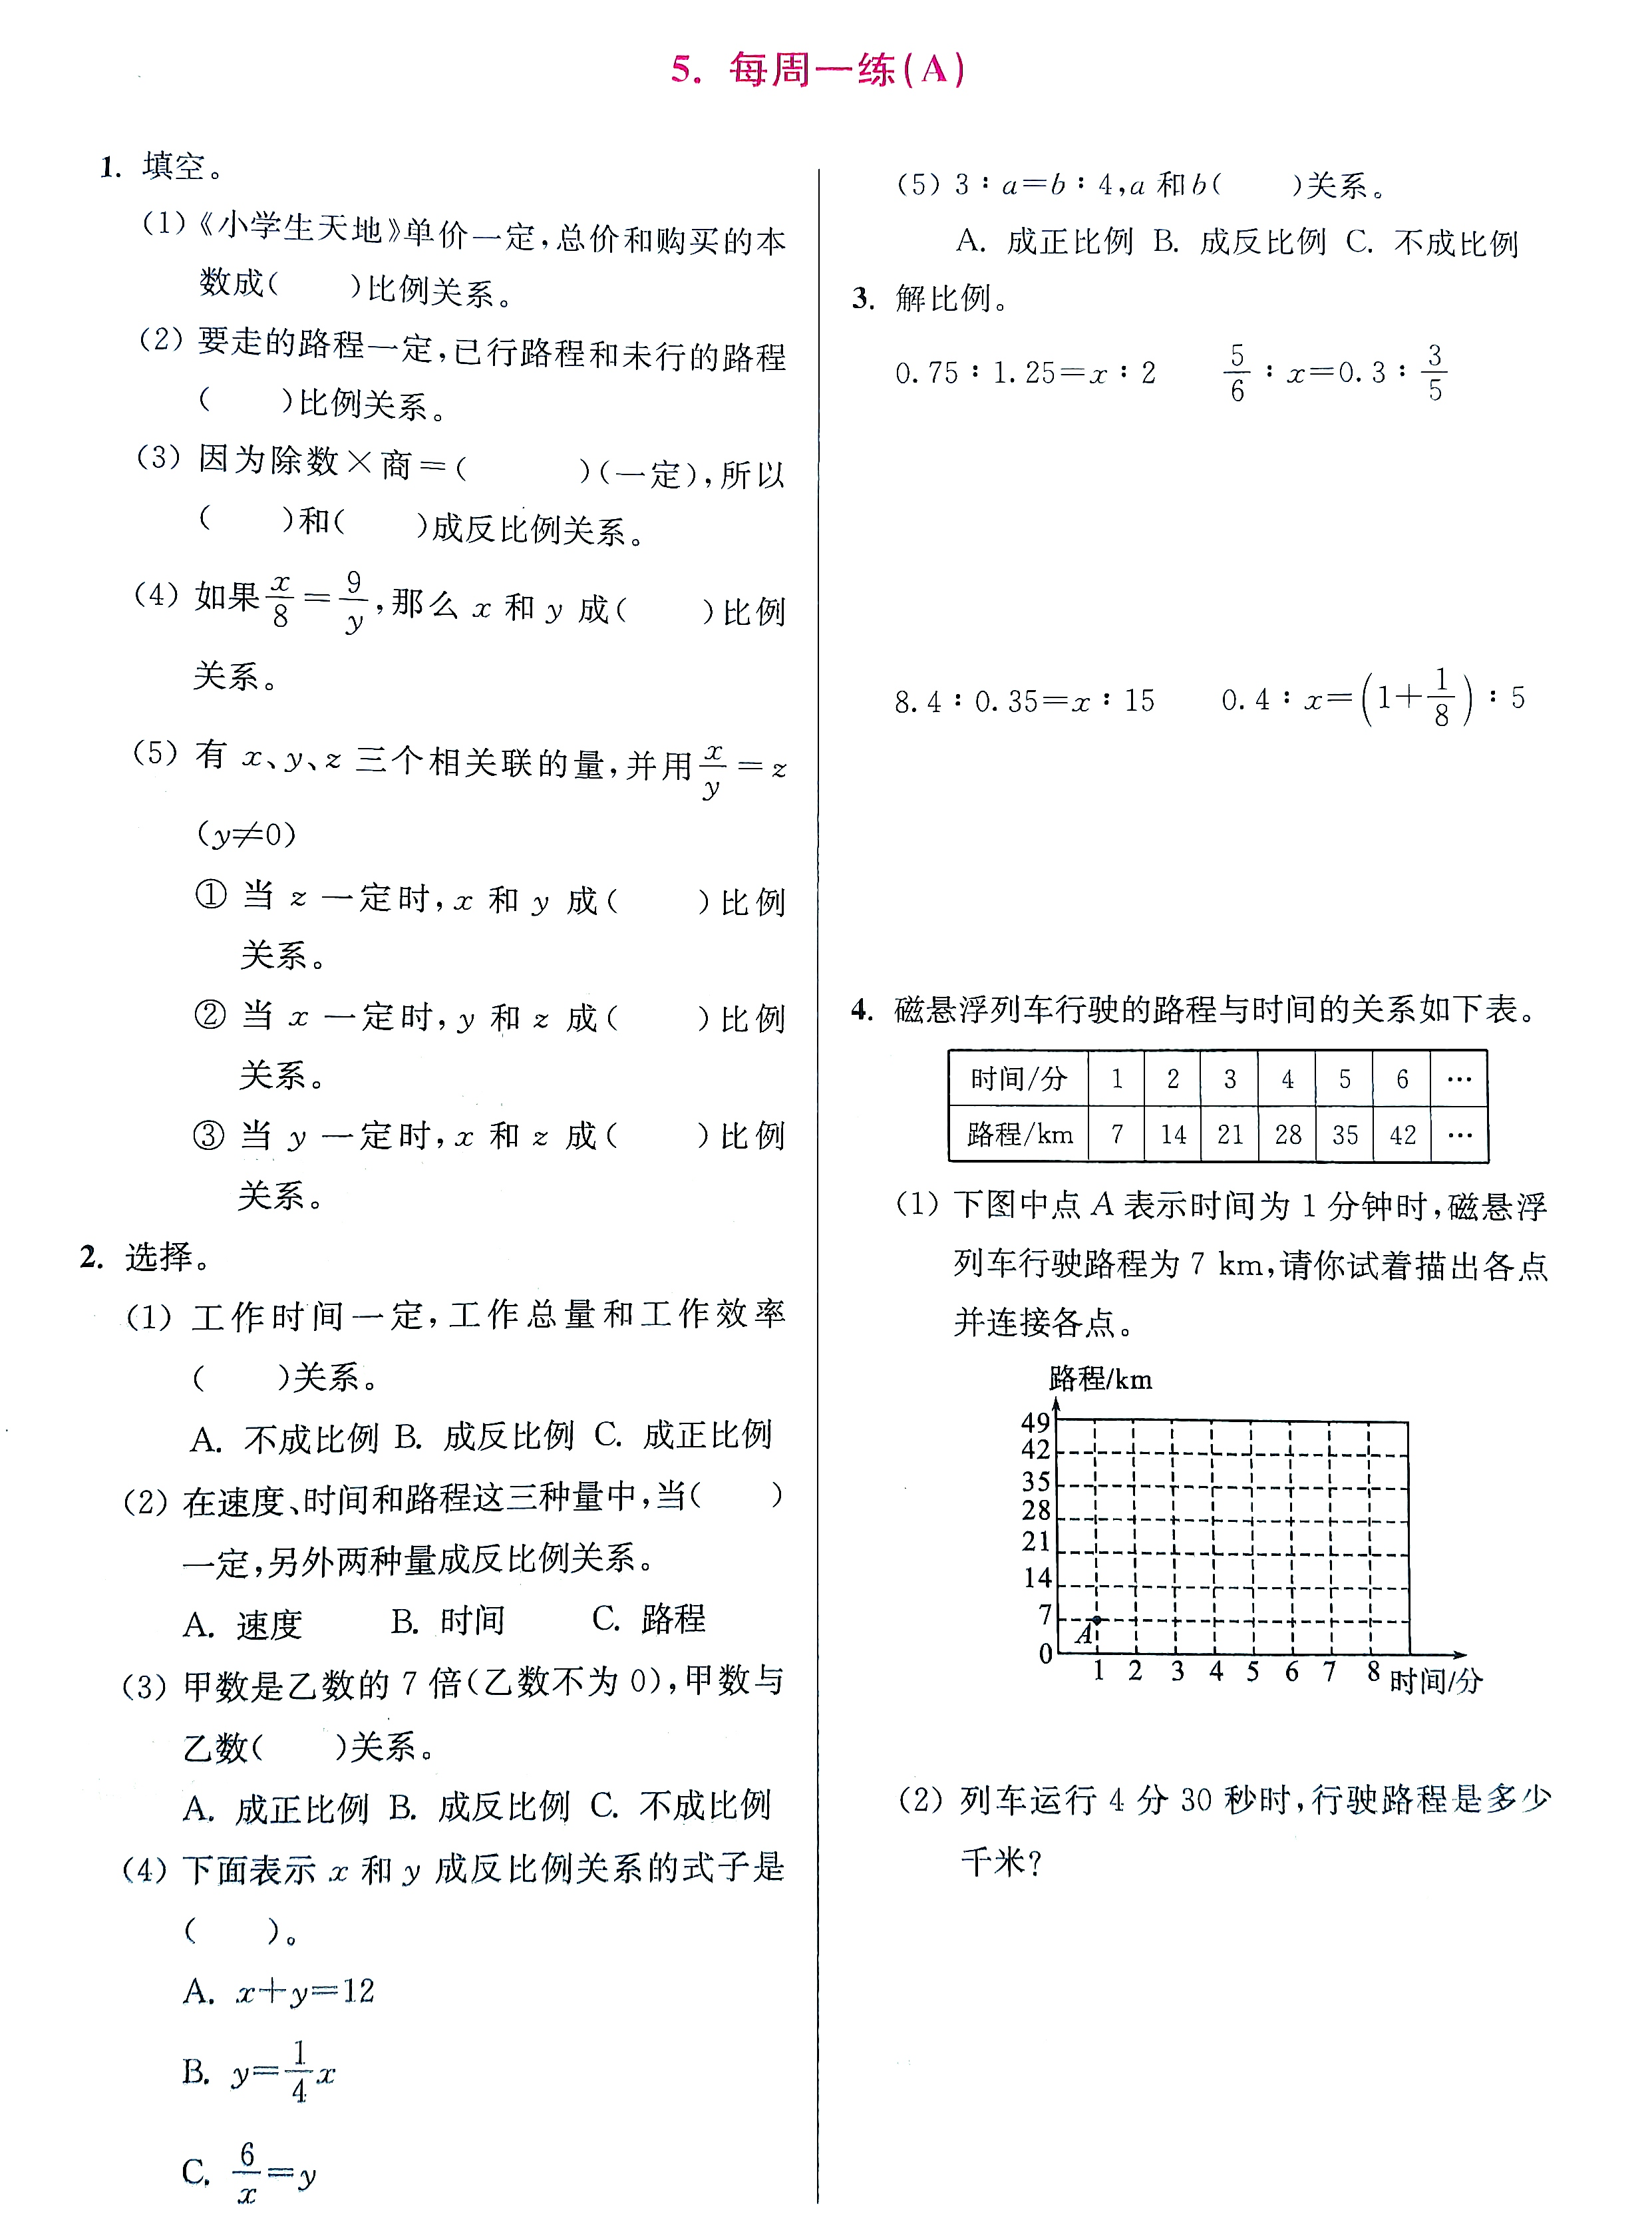 5. 每周一练(A)
1. 填空。
(1)《小学生天地》单价一定,总价和购买的本
数成(　　)比例关系。
(2) 要走的路程一定,已行路程和未行的路程
(　　)比例关系。
(3) 因为除数×商=(　　　)(一定),所以
(　　)和(　　)成反比例关系。
(4) 如果x/8=9/y,那么 x 和 y 成(　　)比例
关系。
(5) 有 x、y、z 三个相关联的量,并用x/y=z
(y≠0)
① 当 z 一定时,x 和 y 成(　　)比例
关系。
② 当 x 一定时,y 和 z 成(　　)比例
关系。
③ 当 y 一定时,x 和 z 成(　　)比例
关系。
2. 选择。
(1) 工作时间一定,工作总量和工作效率
(　　)关系。
A. 不成比例 B. 成反比例 C. 成正比例
(2) 在速度、时间和路程这三种量中,当(　　)
一定,另外两种量成反比例关系。
A. 速度 B. 时间 C. 路程
(3) 甲数是乙数的 7 倍(乙数不为 0),甲数与
乙数(　　)关系。
A. 成正比例 B. 成反比例 C. 不成比例
(4) 下面表示 x 和 y 成反比例关系的式子是
(　　)。
A. x+y=12
B. y=1/4x
C. 6/x=y
(5) 3∶a=b∶4,a 和b(　　)关系。
A. 成正比例 B. 成反比例 C. 不成比例
3. 解比例。
0.75∶1.25=x∶2 5/6∶x=0.3∶3/5
8.4∶0.35=x∶15 0.4∶x=(1+1/8)∶5
4. 磁悬浮列车行驶的路程与时间的关系如下表。
时间/分 1 2 3 4 5 6 …
路程/km 7 14 21 28 35 42 …
(1) 下图中点 A 表示时间为 1 分钟时,磁悬浮
列车行驶路程为 7 km,请你试着描出各点
并连接各点。
路程/km
49
42
35
28
21
14
7
A
0
1 2 3 4 5 6 7 8 时间/分
(2) 列车运行 4 分 30 秒时,行驶路程是多少
千米?